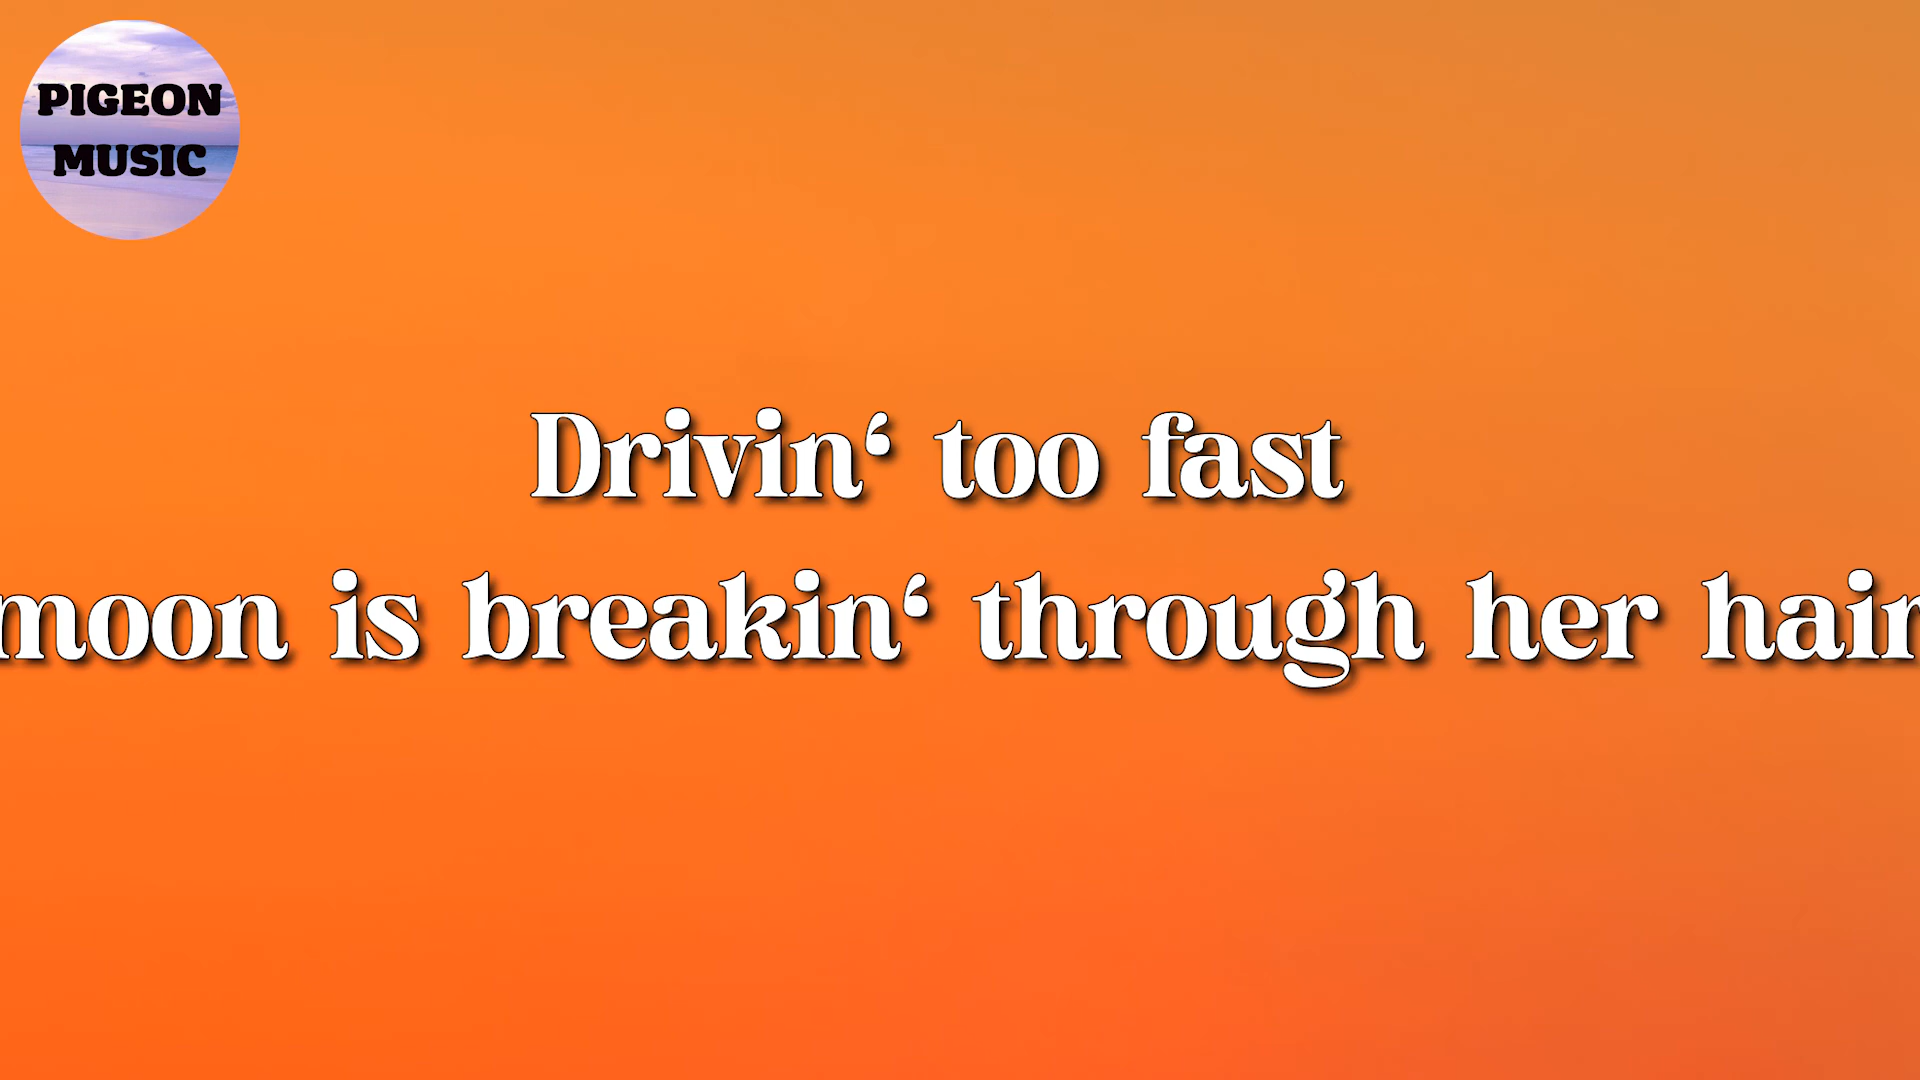 PIGEON
MUSIC
Drivin‘ too fast
moon is breakin‘ through her hair